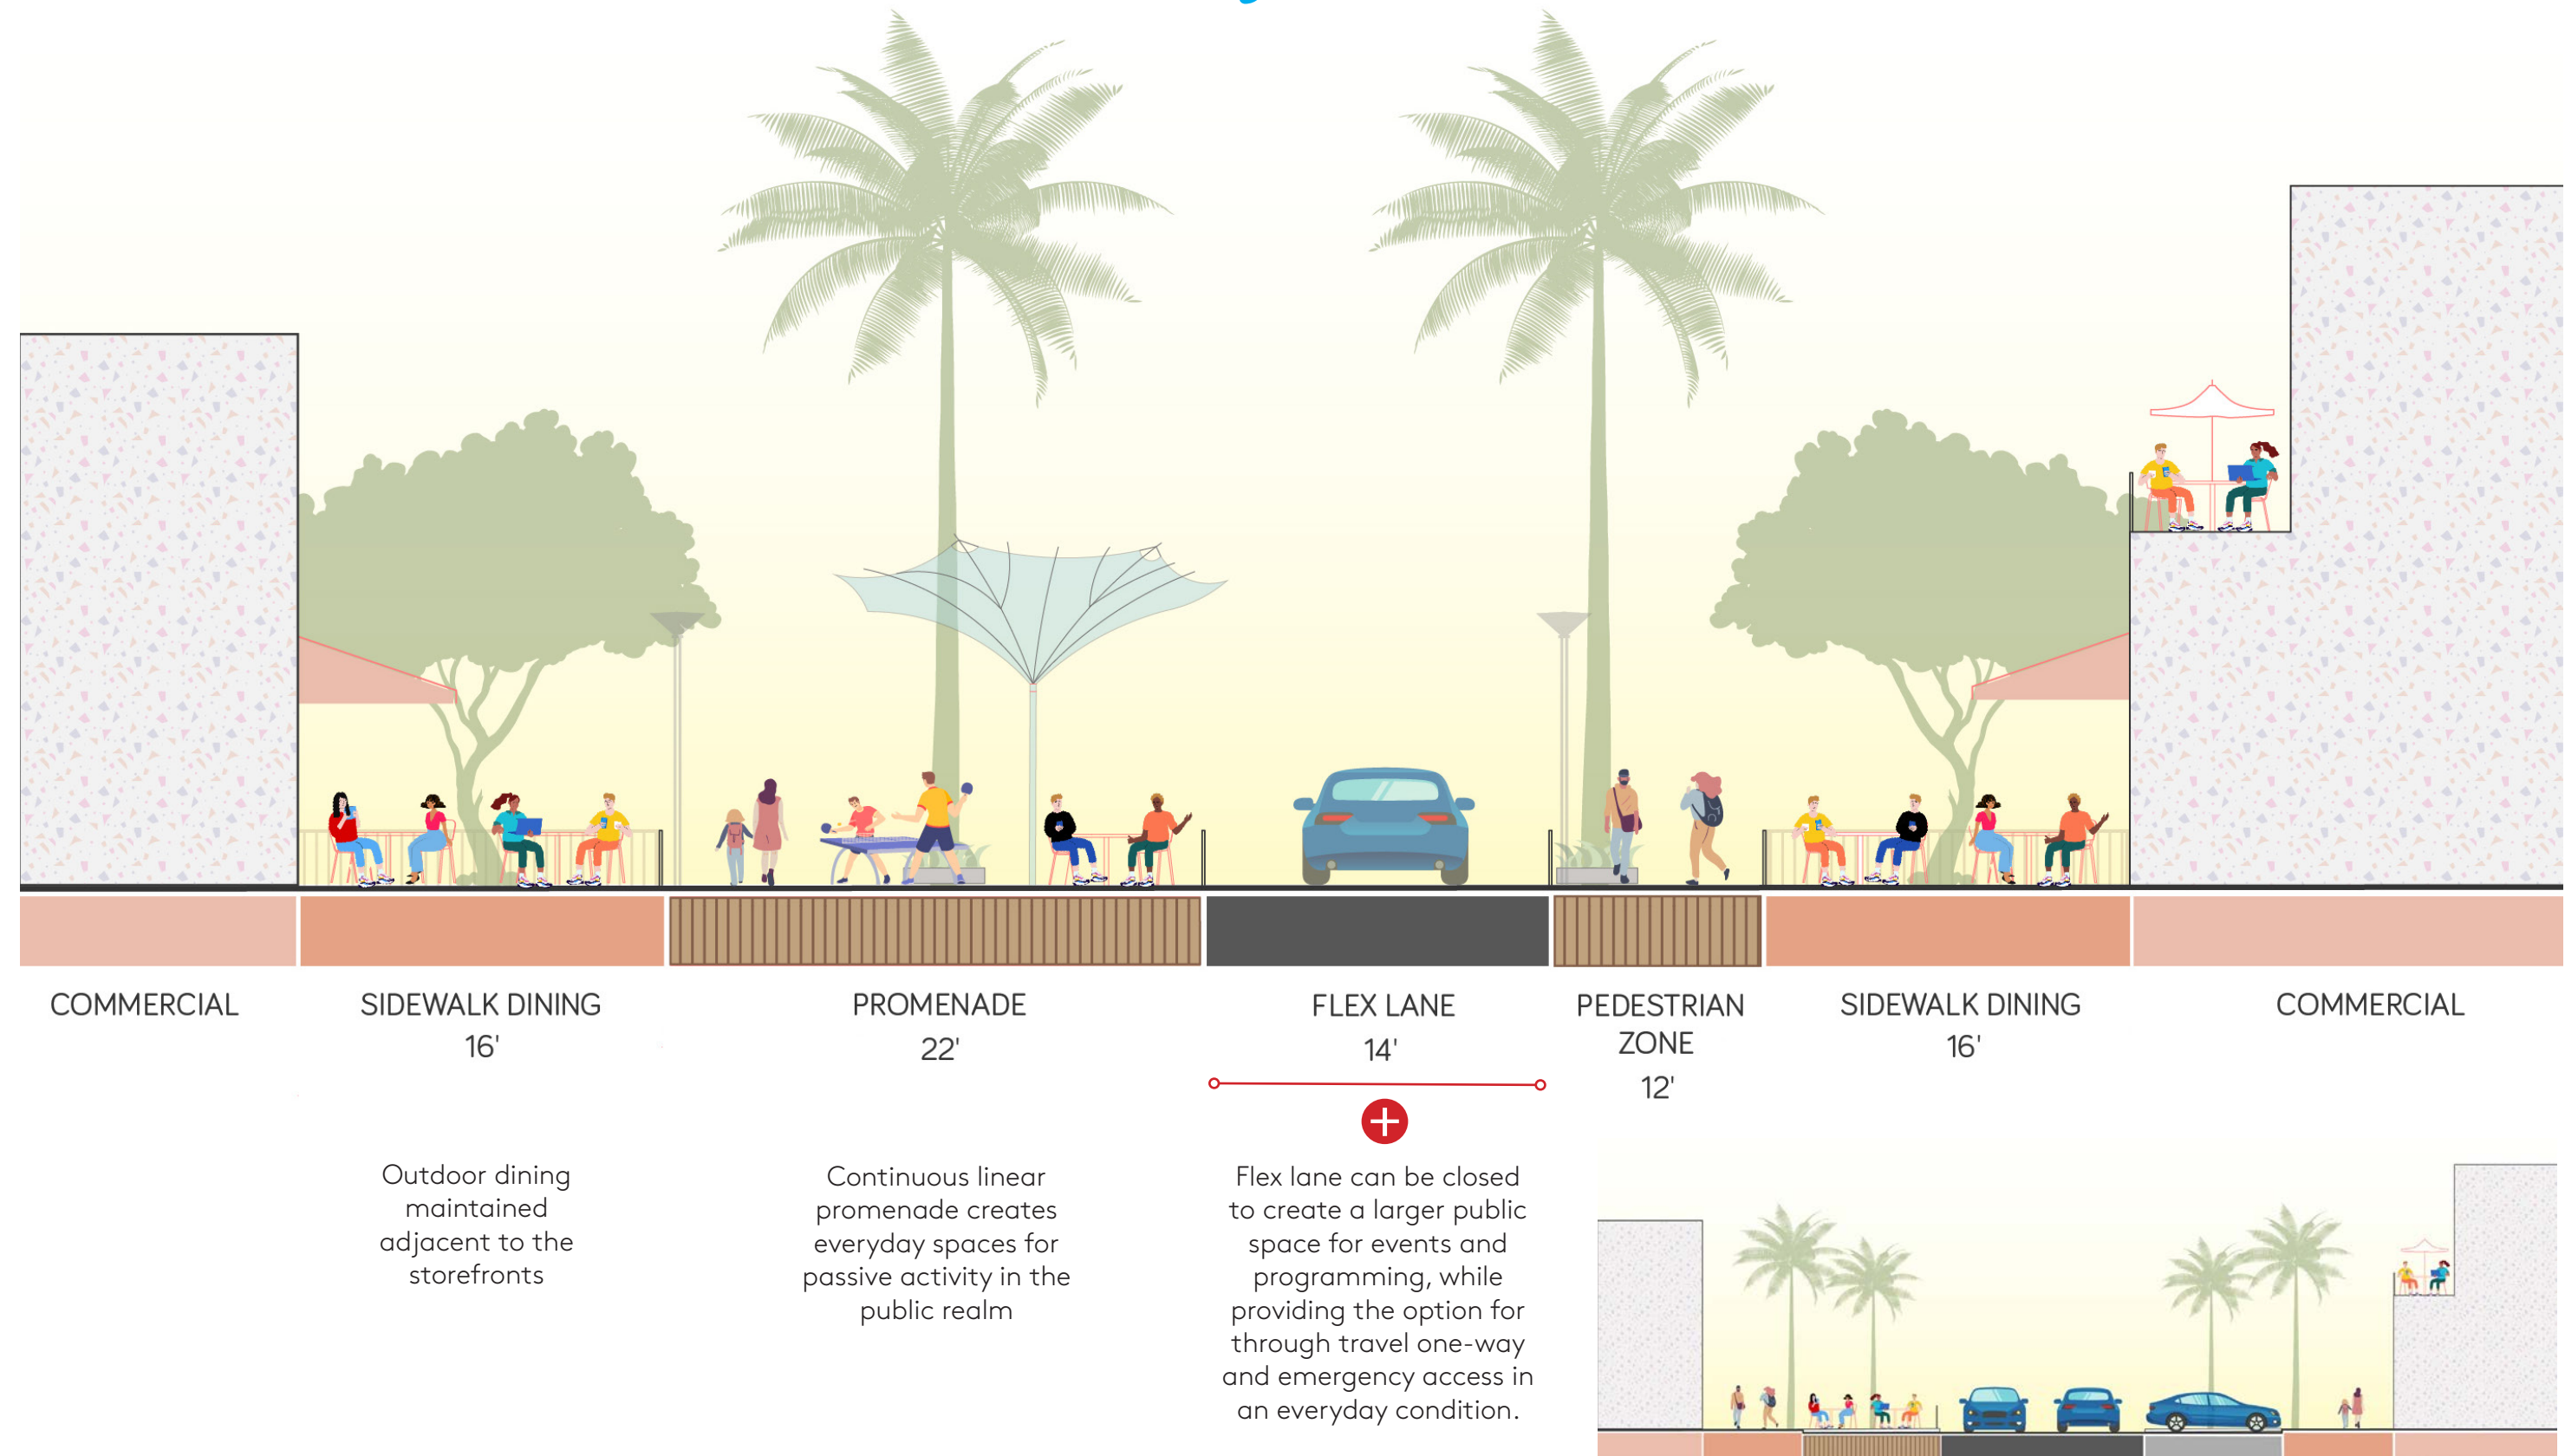 COMMERCIAL
SIDEWALK DINING
16'
PROMENADE
22'
FLEX LANE
14'
PEDESTRIAN
ZONE
12'
SIDEWALK DINING
16'
COMMERCIAL
Outdoor dining
maintained
adjacent to the
storefronts
Continuous linear
promenade creates
everyday spaces for
passive activity in the
public realm
Flex lane can be closed
to create a larger public
space for events and
programming, while
providing the option for
through travel one-way
and emergency access in
an everyday condition.